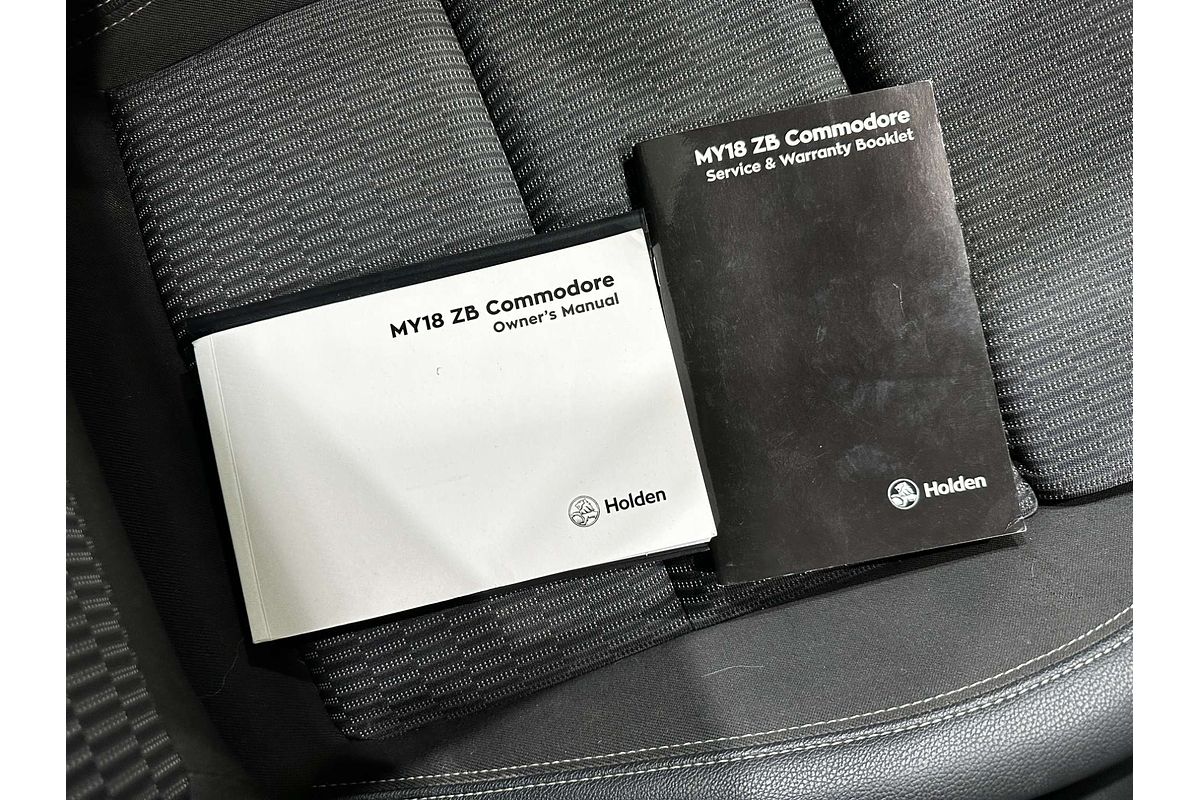 MY18 ZB Commodore
Owner's Manual
Holden
MY18 ZB Commodore
Service & Warranty Booklet
Holden